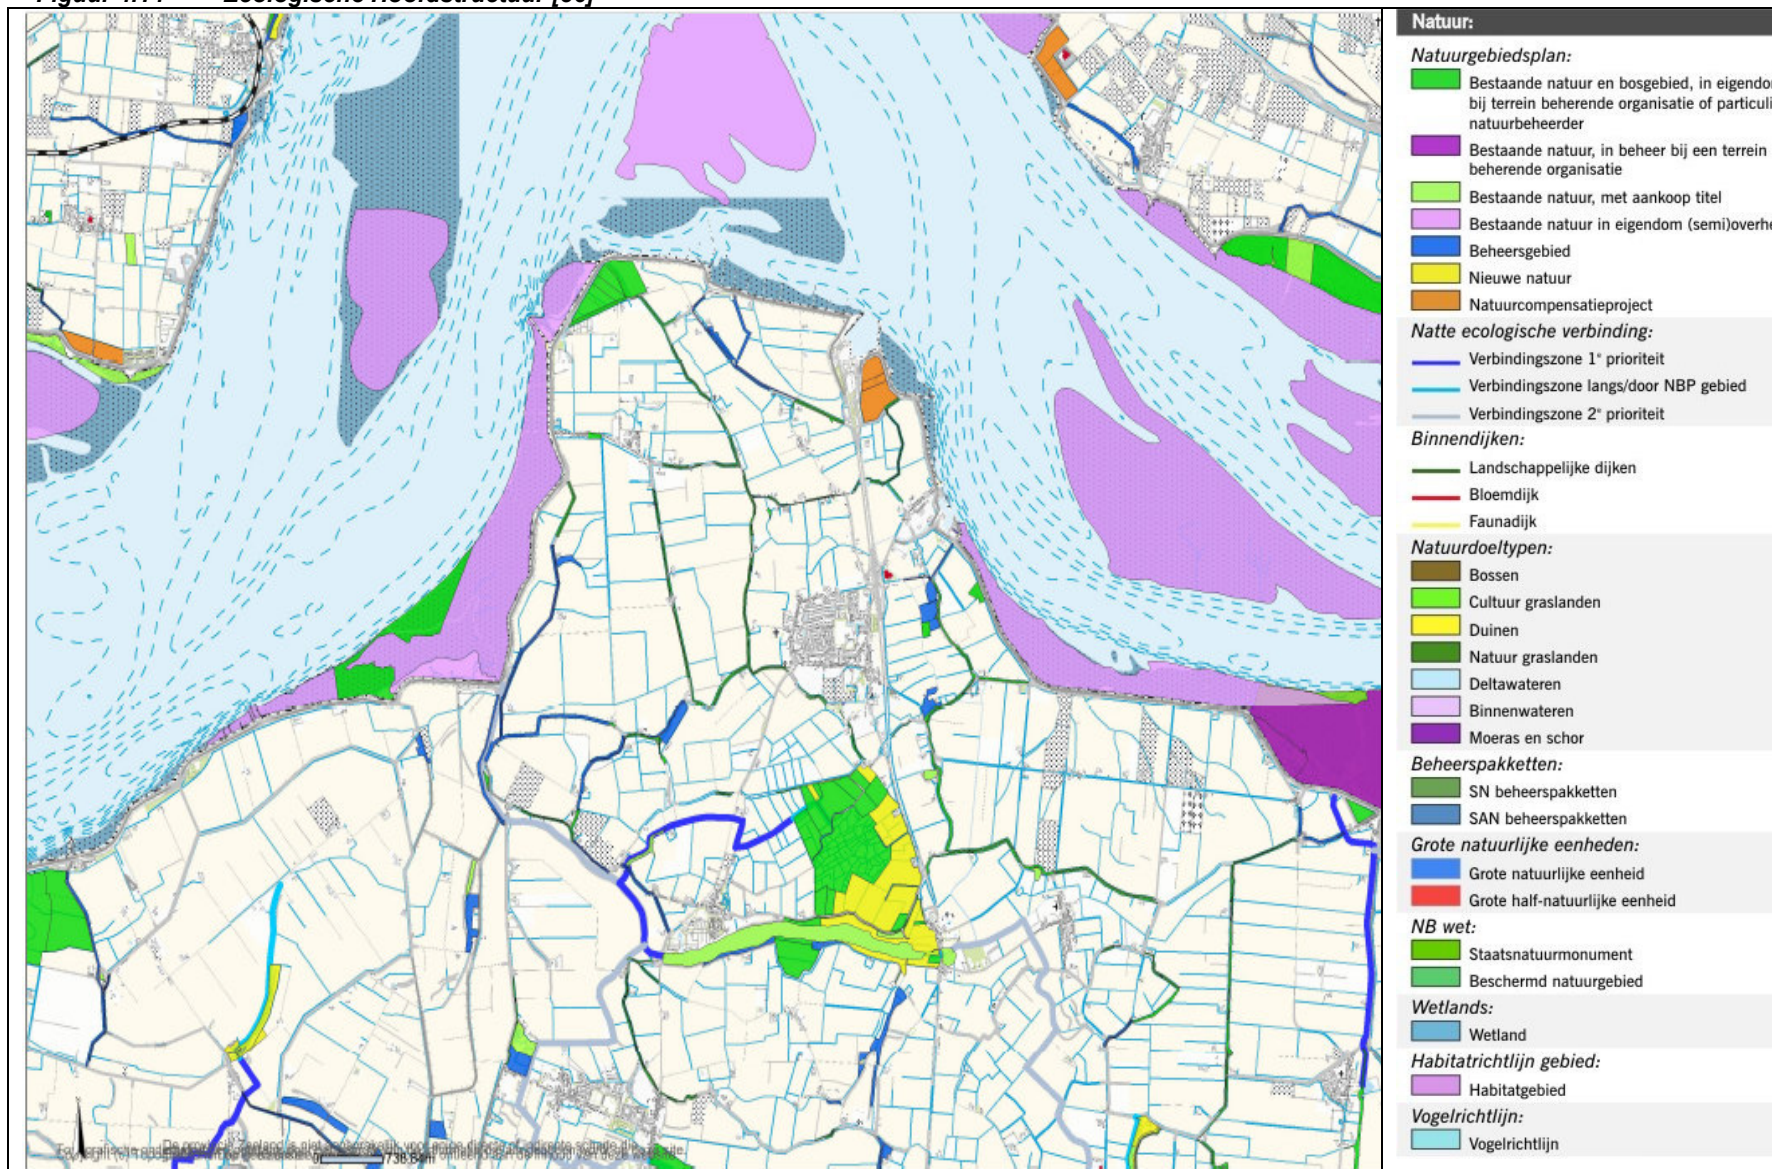 Natuur:
Natuurgebiedsplan:
Bestaande natuur en bosgebied, in eigendo
bij terrein beherende organisatie of particuli
natuurbeheerder
Bestaande natuur, in beheer bij een terrein
beherende organisatie
Bestaande natuur, met aankoop titel
Bestaande natuur in eigendom (semi)overhe
Beheersgebied
Nieuwe natuur
Natuurcompensatieproject
Natte ecologische verbinding:
Verbindingszone 1e prioriteit
Verbindingszone langs/door NBP gebied
Verbindingszone 2e prioriteit
Binnendijken:
Landschappelijke dijken
Bloemdijk
Faunadijk
Natuurdoeltypen:
Bossen
Cultuur graslanden
Duinen
Natuur graslanden
Deltawateren
Binnenwateren
Moeras en schor
Beheerspakketten:
SN beheerspakketten
SAN beheerspakketten
Grote natuurlijke eenheden:
Grote natuurlijke eenheid
Grote half-natuurlijke eenheid
NB wet:
Staatsnatuurmonument
Beschermd natuurgebied
Wetlands:
Wetland
Habitatrichtlijn gebied:
Habitatgebied
Vogelrichtlijn:
Vogelrichtlijn